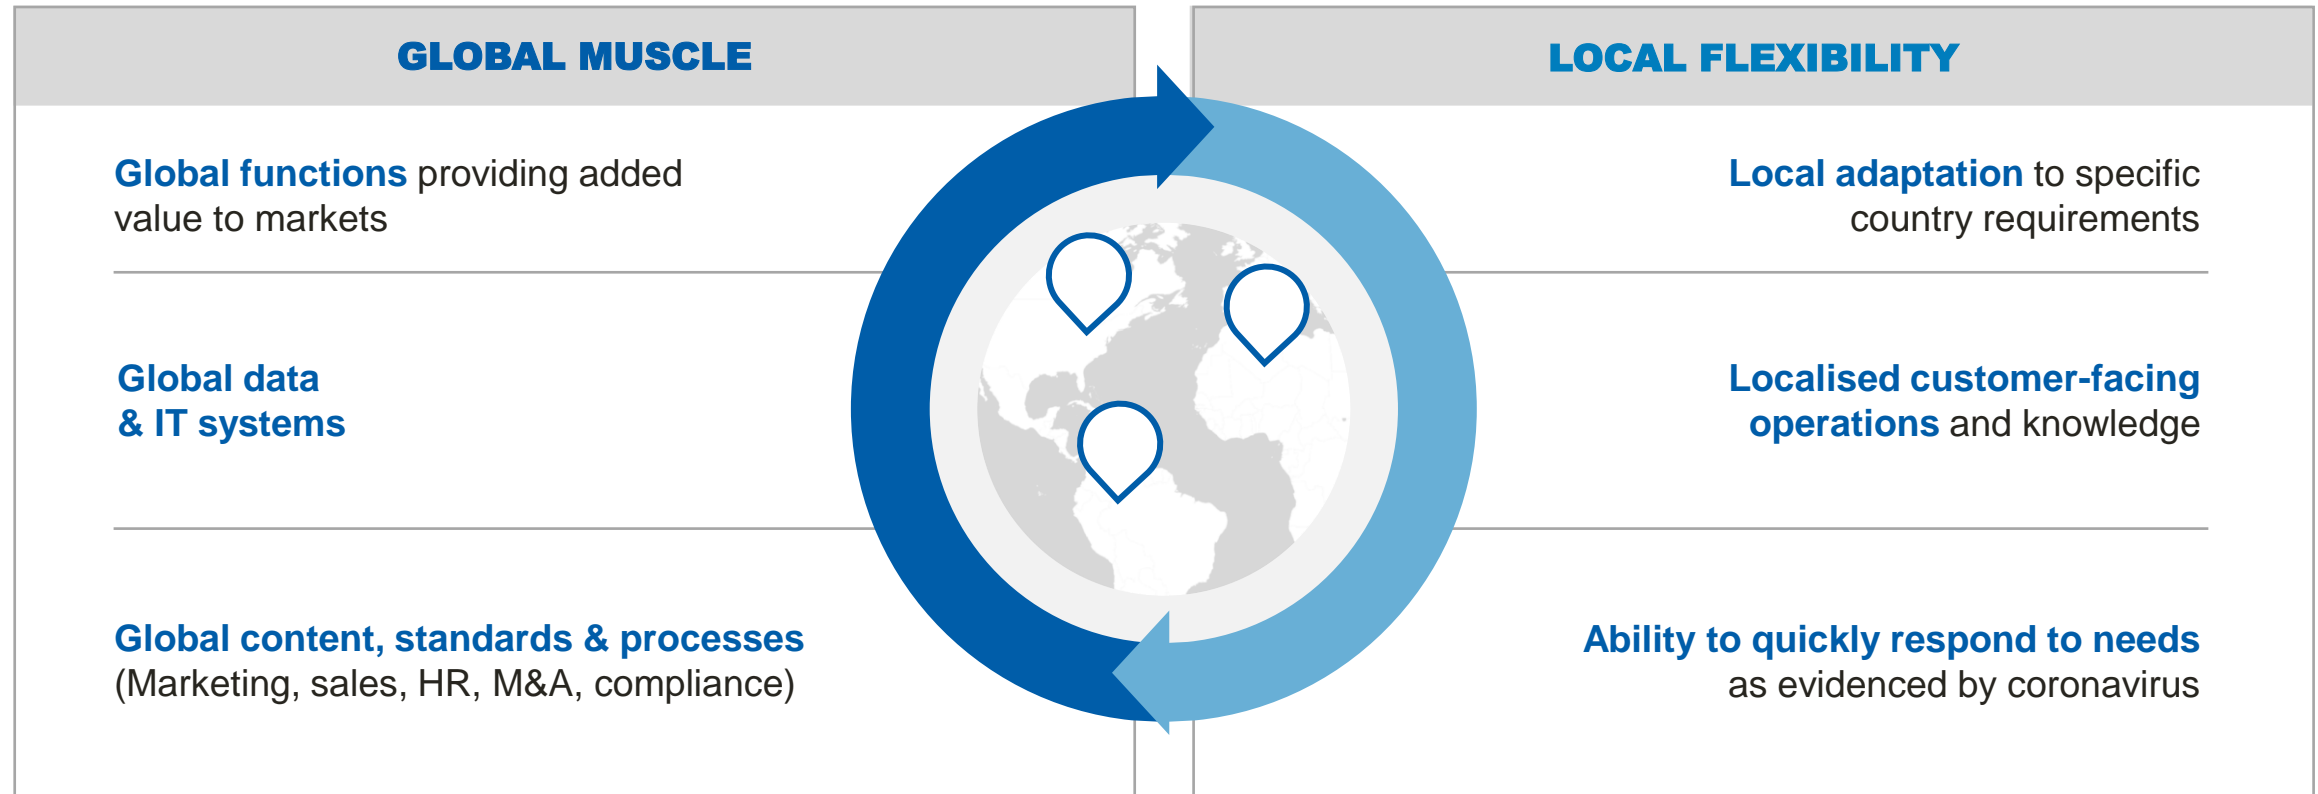 GLOBAL MUSCLE
Global functions providing added
value to markets
Global data
& IT systems
Global content, standards & processes
(Marketing, sales, HR, M&A, compliance)
LOCAL FLEXIBILITY
Local adaptation to specific
country requirements
Localised customer-facing
operations and knowledge
Ability to quickly respond to needs
as evidenced by coronavirus